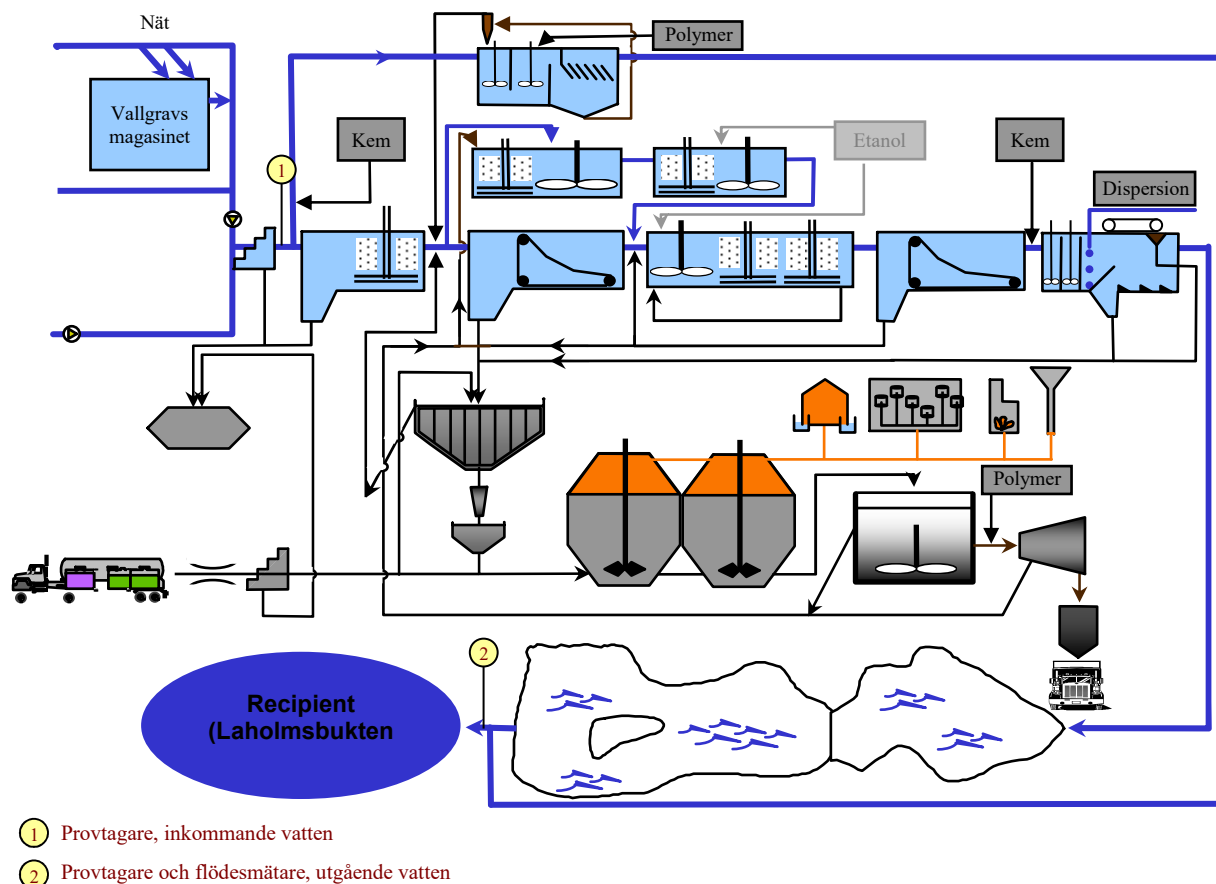 Nät
Polymer
Vallgravs
magasinet
Kem
Etanol
Kem
1
Dispersion
Polymer
2
Recipient
(Laholmsbukten
1 Provtagare, inkommande vatten
2 Provtagare och flödesmätare, utgående vatten